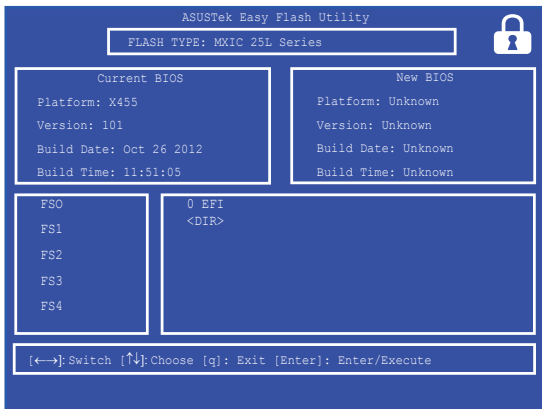 ASUSTek Easy Flash Utility
FLASH TYPE: MXIC 25L Series
Current BIOS
Platform: X455
Version: 101
Build Date: Oct 26 2012
Build Time: 11:51:05
New BIOS
Platform: Unknown
Version: Unknown
Build Date: Unknown
Build Time: Unknown
FSO
FS1
FS2
FS3
FS4
0 EFI
<DIR>
[←→]: Switch [↑↓]: Choose [q]: Exit [Enter]: Enter/Execute